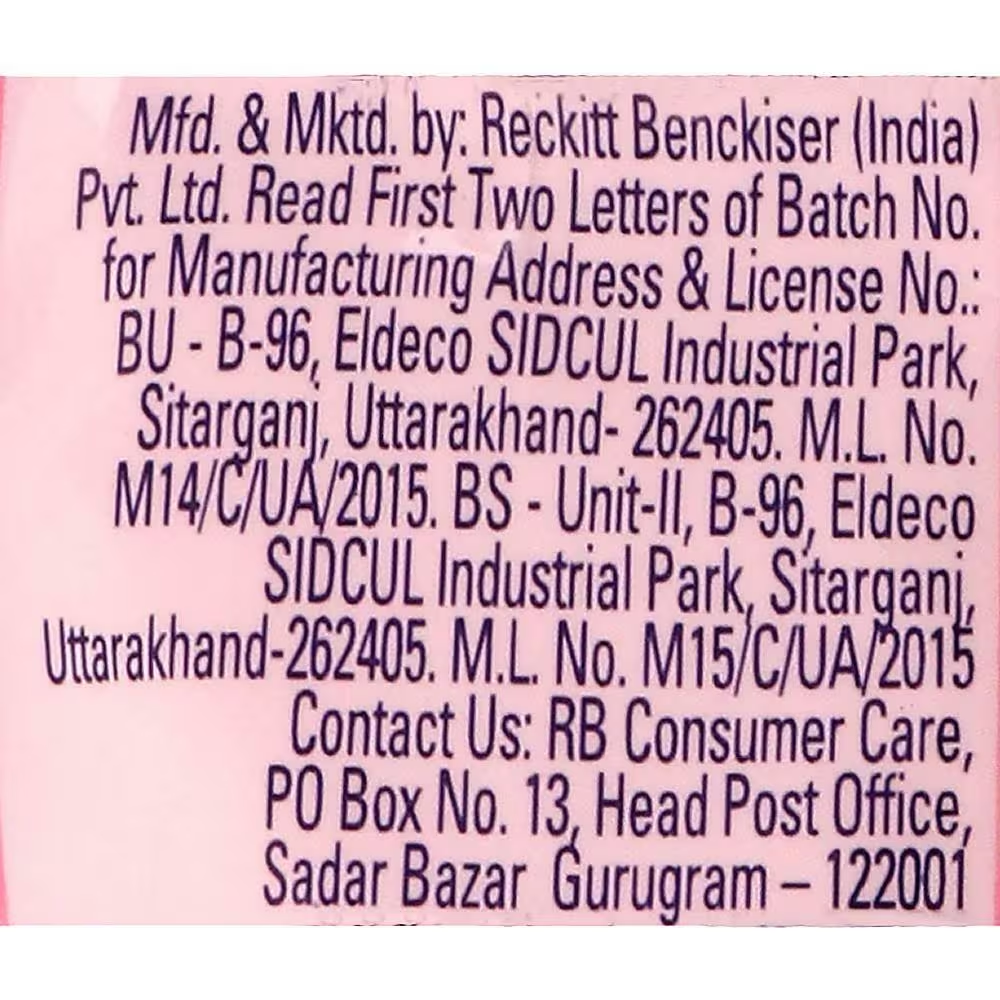 Mfd. & Mktd. by: Reckitt Benckiser (India)
Pvt. Ltd. Read First Two Letters of Batch No.
for Manufacturing Address & License No.:
BU - B-96, Eldeco SIDCUL Industrial Park,
Sitarganj, Uttarakhand- 262405. M.L. No.
M14/C/UA/2015. BS - Unit-II, B-96, Eldeco
SIDCUL Industrial Park, Sitarganj,
Uttarakhand-262405. M.L. No. M15/C/UA/2015
Contact Us: RB Consumer Care,
PO Box No. 13, Head Post Office,
Sadar Bazar Gurugram – 122001